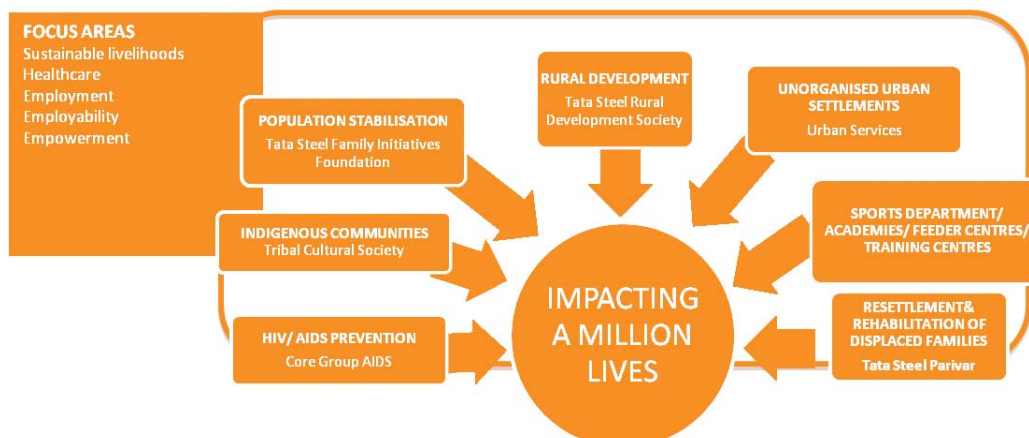 FOCUS AREAS
Sustainable livelihoods
Healthcare
Employment
Employability
Empowerment
POPULATION STABILISATION
Tata Steel Family Initiatives
Foundation
RURAL DEVELOPMENT
Tata Steel Rural
Development Society
UNORGANISED URBAN
SETTLEMENTS
Urban Services
INDIGENOUS COMMUNITIES
Tribal Cultural Society
SPORTS DEPARTMENT/
ACADEMIES/ FEEDER CENTRES/
TRAINING CENTRES
HIV/ AIDS PREVENTION
Core Group AIDS
RESETTLEMENT&
REHABILITATION OF
DISPLACED FAMILIES
Tata Steel Parivar
IMPACTING
A MILLION
LIVES